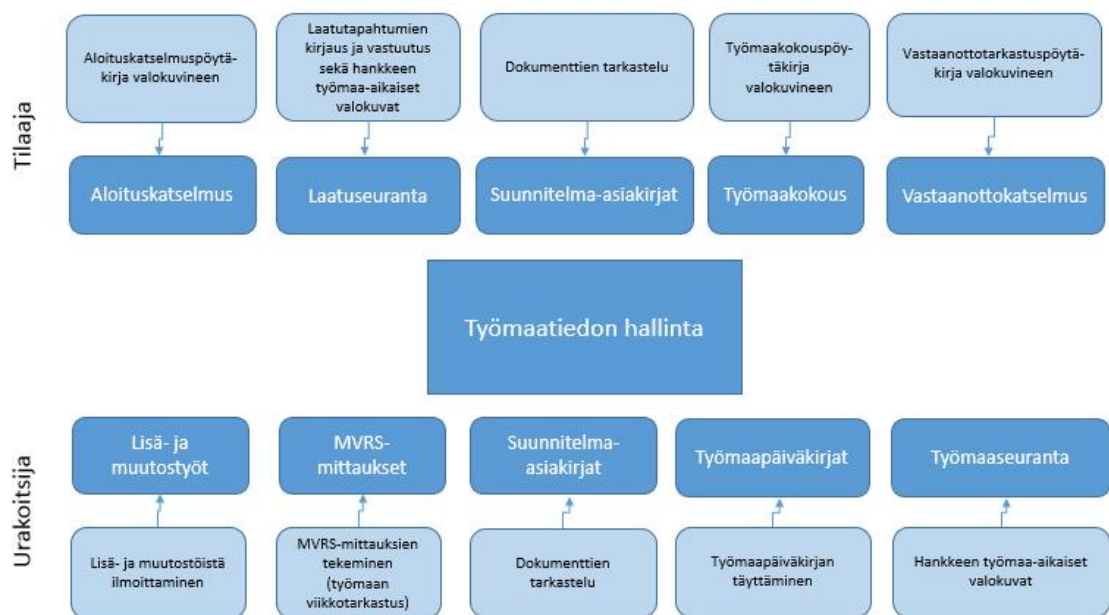 Tilaaja
Aloituskatselmuspöytä-
kirja valokuvineen
Laatutapahtumien
kirjaus ja vastuutus
sekä hankkeen
työmaa-aikaiset
valokuvat
Dokumenttien tarkastelu
Työmaakokouspöy-
täkirja
valokuvineen
Vastaanottotarkastuspöytä-
kirja valokuvineen
Aloituskatselmus
Laatuseuranta
Suunnitelma-asiakirjat
Työmaakokous
Vastaanottokatselmus
Työmaatiedon hallinta
Urakoitsija
Lisä- ja
muutostyöt
MVRS-
mittaukset
Suunnitelma-
asiakirjat
Työmaapäiväkirjat
Työmaaseuranta
Lisä- ja muutostöistä
ilmoittaminen
MVRS-mittauksien
tekeminen
(työmaan
viikkotarkastus)
Dokumenttien
tarkastelu
Työmaapäiväkirjan
täyttäminen
Hankkeen työmaa-aikaiset
valokuvat